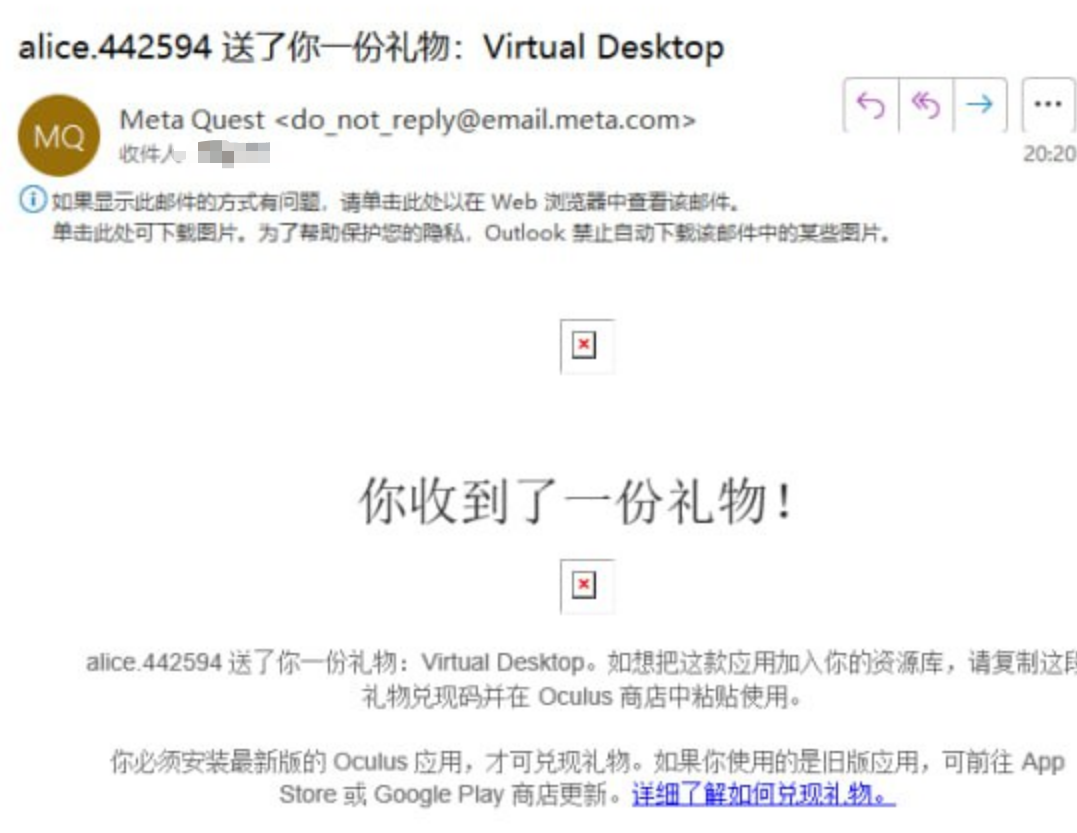 alice.442594 送了你一份礼物：Virtual Desktop
MQ
Meta Quest <do_not_reply@email.meta.com>
收件人
20:20
如果显示此邮件的方式有问题，请单击此处以在 Web 浏览器中查看该邮件。
单击此处可下载图片。为了帮助保护您的隐私，Outlook 禁止自动下载该邮件中的某些图片。
你收到了一份礼物！
alice.442594 送了你一份礼物：Virtual Desktop。如想把这款应用加入你的资源库，请复制这段
礼物兑现码并在 Oculus 商店中粘贴使用。
你必须安装最新版的 Oculus 应用，才可兑现礼物。如果你使用的是旧版应用，可前往 App
Store 或 Google Play 商店更新。详细了解如何兑现礼物。